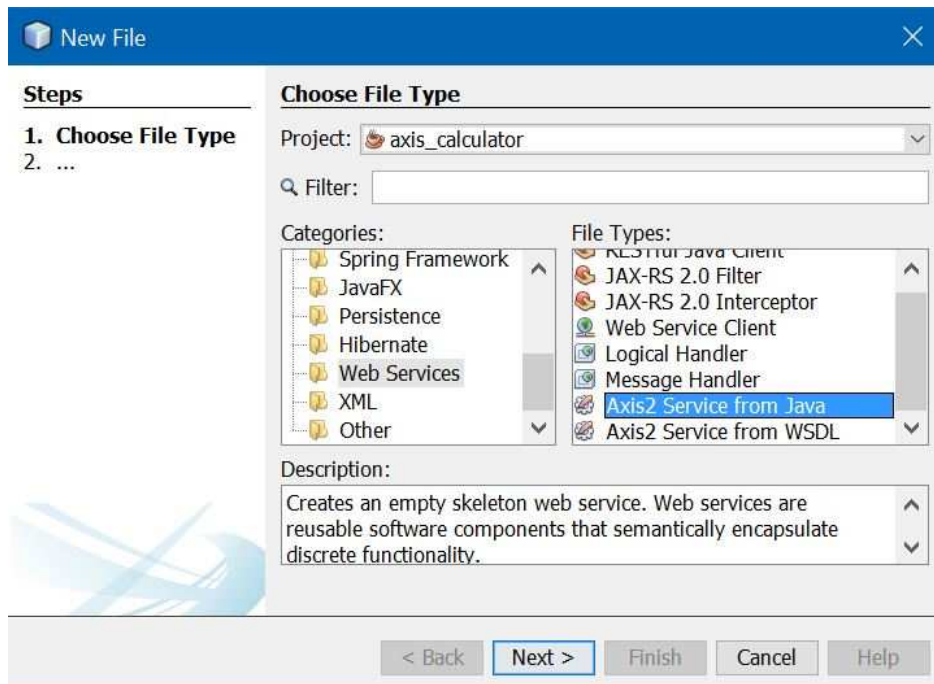 New File
Steps
1. Choose File Type
2. ...
Choose File Type
Project: axis_calculator
Filter:
Categories:
Spring Framework
JavaFX
Persistence
Hibernate
Web Services
XML
Other
File Types:
RESTful Java Client
JAX-RS 2.0 Filter
JAX-RS 2.0 Interceptor
Web Service Client
Logical Handler
Message Handler
Axis2 Service from Java
Axis2 Service from WSDL
Description:
Creates an empty skeleton web service. Web services are
reusable software components that semantically encapsulate
discrete functionality.
< Back
Next >
Finish
Cancel
Help